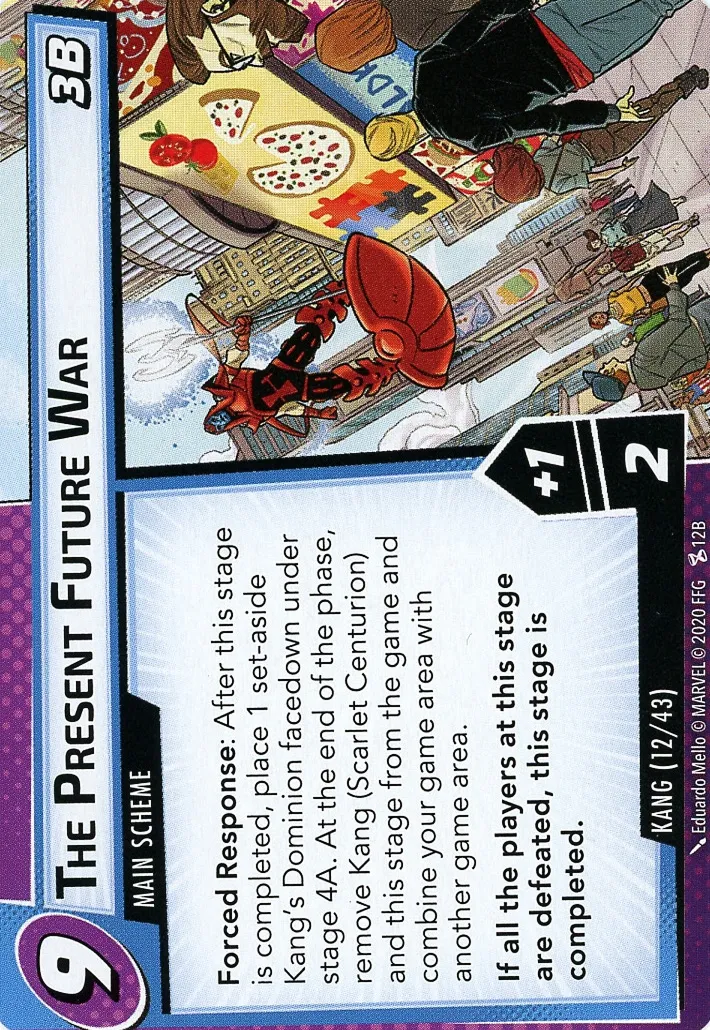 9
THE PRESENT FUTURE WAR
3B
MAIN SCHEME
Forced Response: After this stage
is completed, place 1 set-aside
Kang's Dominion facedown under
stage 4A. At the end of the phase,
remove Kang (Scarlet Centurion)
and this stage from the game and
combine your game area with
another game area.
If all the players at this stage
are defeated, this stage is
completed.
+1
2
KANG (12/43)
Eduardo Mello © MARVEL © 2020 FFG 12B